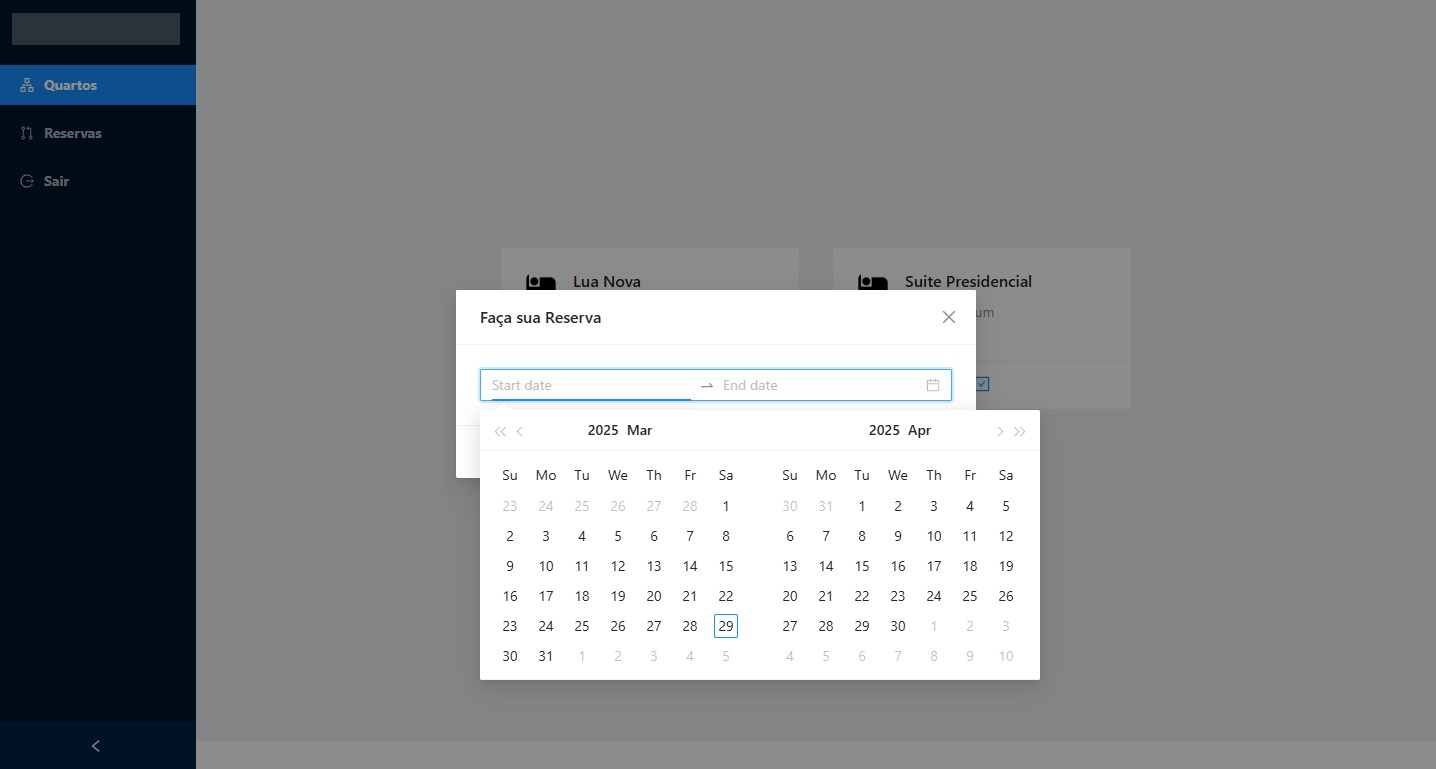 Quartos
Reservas
Sair
Lua Nova
Suite Presidencial
um
Faça sua Reserva
Start date End date
2025 Mar 2025 Apr
Su Mo Tu We Th Fr Sa Su Mo Tu We Th Fr Sa
23 24 25 26 27 28 1 30 31 1 2 3 4 5
2 3 4 5 6 7 8 6 7 8 9 10 11 12
9 10 11 12 13 14 15 13 14 15 16 17 18 19
16 17 18 19 20 21 22 20 21 22 23 24 25 26
23 24 25 26 27 28 29 27 28 29 30 1 2 3
30 31 1 2 3 4 5 4 5 6 7 8 9 10